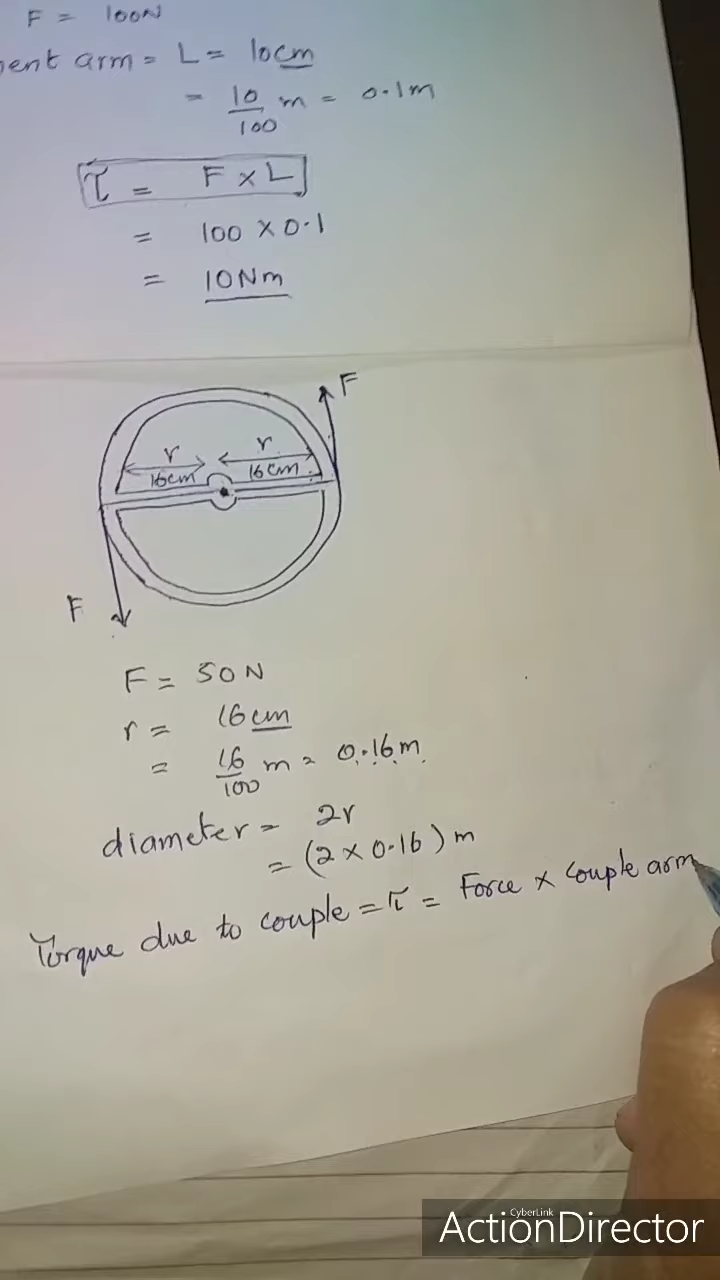 F = 100N
arm = L = 10cm
= 10/100 m = 0.1m
τ = F × L
= 100 × 0.1
= 10Nm
F
r r
16cm 16cm
F
F = 50N
r = 16cm
= 16/100 m = 0.16m
diameter = 2r
= (2 × 0.16) m
Torque due to couple = τ = Force × couple arm
CyberLink
ActionDirector